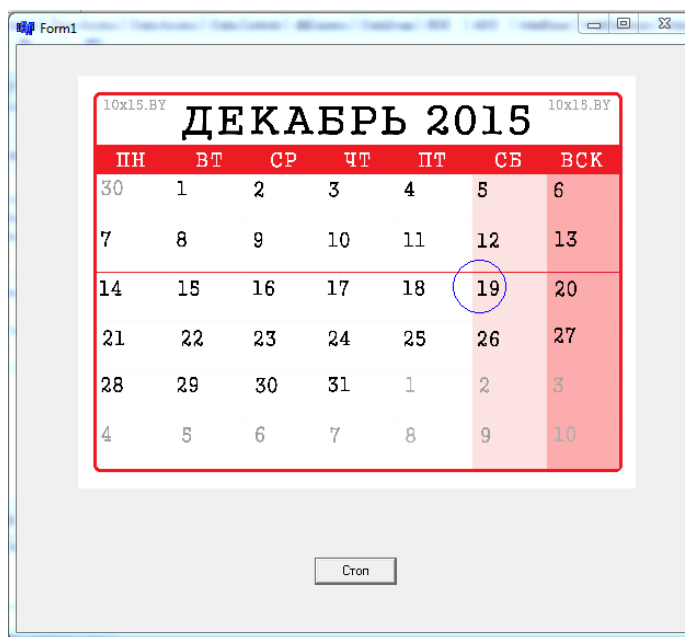 Form1
10x15.BY ДЕКАБРЬ 2015 10x15.BY
ПН ВТ СР ЧТ ПТ СБ ВСК
30 1 2 3 4 5 6
7 8 9 10 11 12 13
14 15 16 17 18 19 20
21 22 23 24 25 26 27
28 29 30 31 1 2 3
4 5 6 7 8 9 10
Стоп